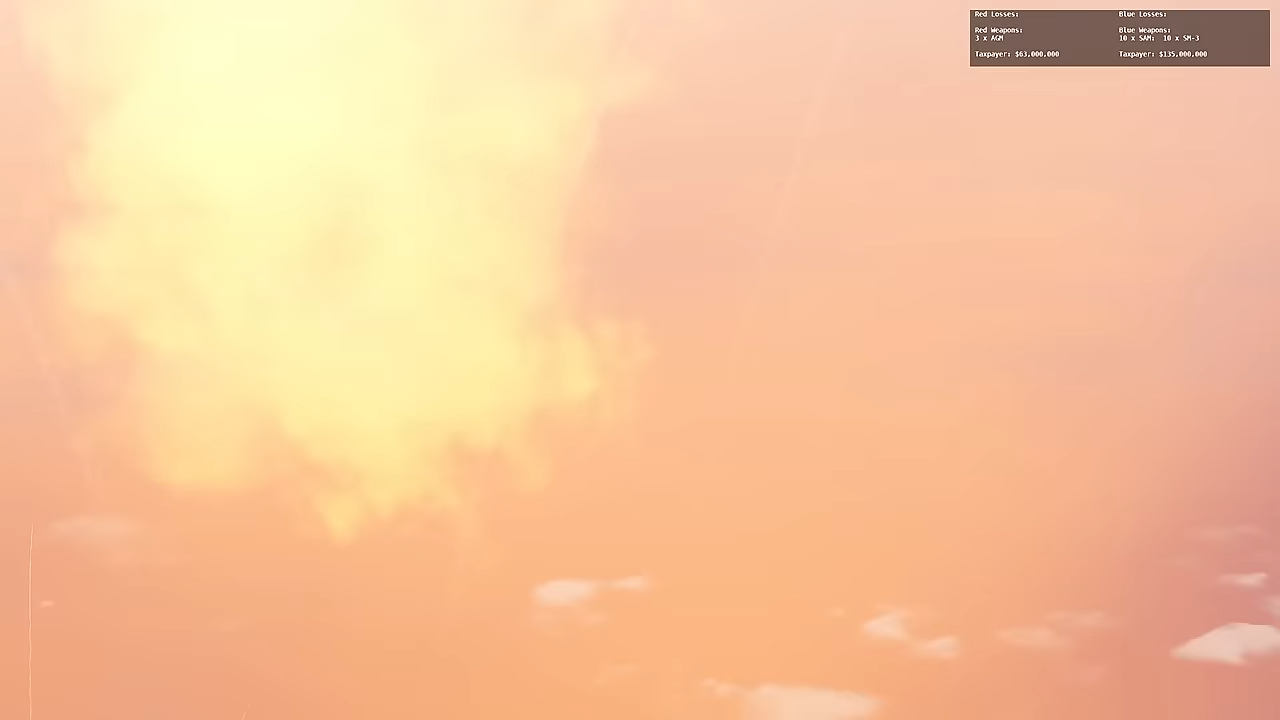 Red Losses:
Blue Losses:
Red Weapons:
Blue Weapons:
3 x AGM
10 x SAM:  10 x SM-3
Taxpayer: $63,000,000
Taxpayer: $135,000,000